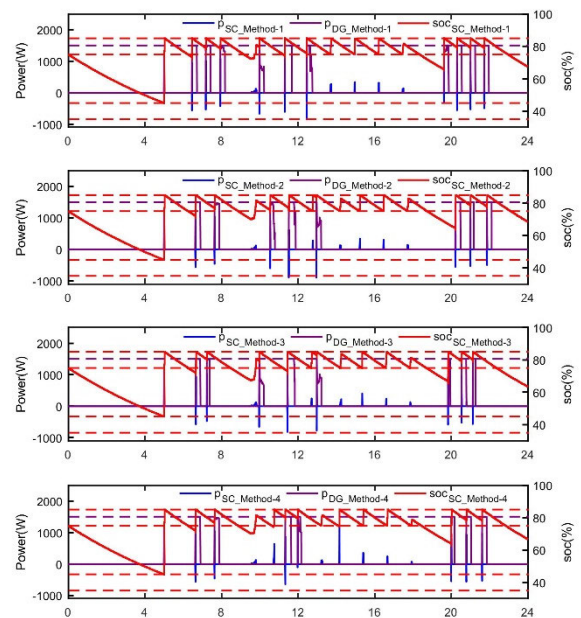 p_SC_Method-1 p_DG_Method-1 soc_SC_Method-1
Power(W)
2000
1000
0
-1000
soc(%)
100
80
60
40
0 4 8 12 16 20 24
p_SC_Method-2 p_DG_Method-2 soc_SC_Method-2
Power(W)
2000
1000
0
-1000
soc(%)
100
80
60
40
0 4 8 12 16 20 24
p_SC_Method-3 p_DG_Method-3 soc_SC_Method-3
Power(W)
2000
1000
0
-1000
soc(%)
100
80
60
40
0 4 8 12 16 20 24
p_SC_Method-4 p_DG_Method-4 soc_SC_Method-4
Power(W)
2000
1000
0
-1000
soc(%)
100
80
60
40
0 4 8 12 16 20 24